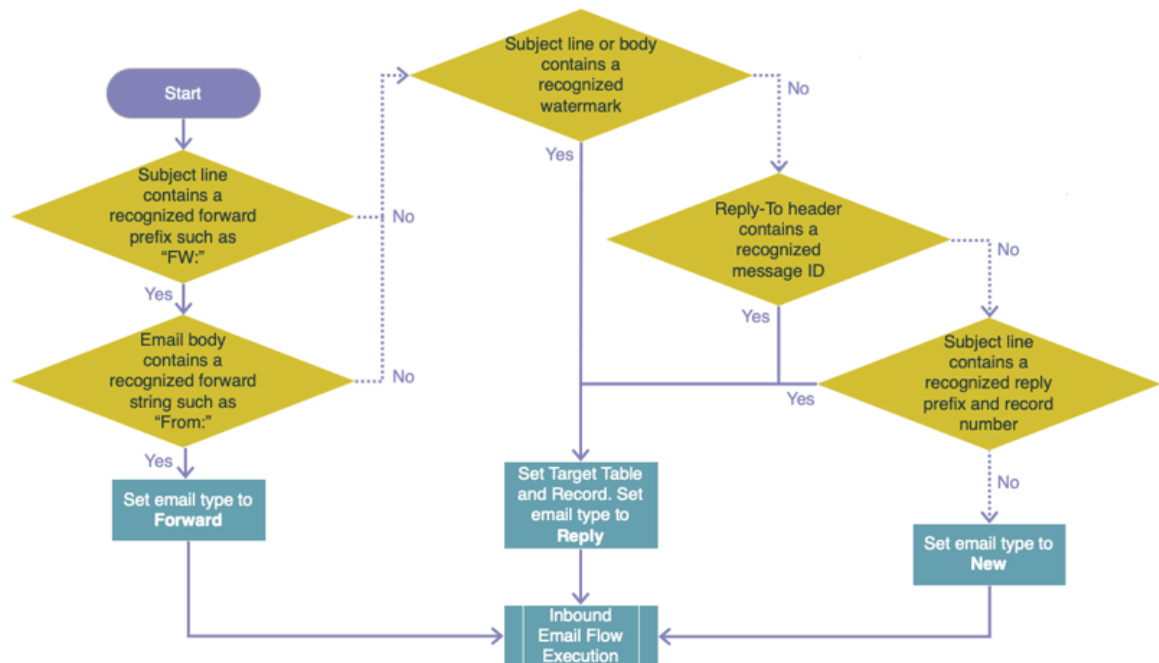 Start
Subject line
contains a
recognized forward
prefix such as
“FW:”
No
Yes
Email body
contains a
recognized forward
string such as
“From:”
No
Yes
Set email type to
Forward
Subject line or body
contains a
recognized
watermark
No
Yes
Reply-To header
contains a
recognized
message ID
No
Yes
Subject line
contains a
recognized reply
prefix and record
number
Yes
No
Set Target Table
and Record. Set
email type to
Reply
Set email type to
New
Inbound
Email Flow
Execution